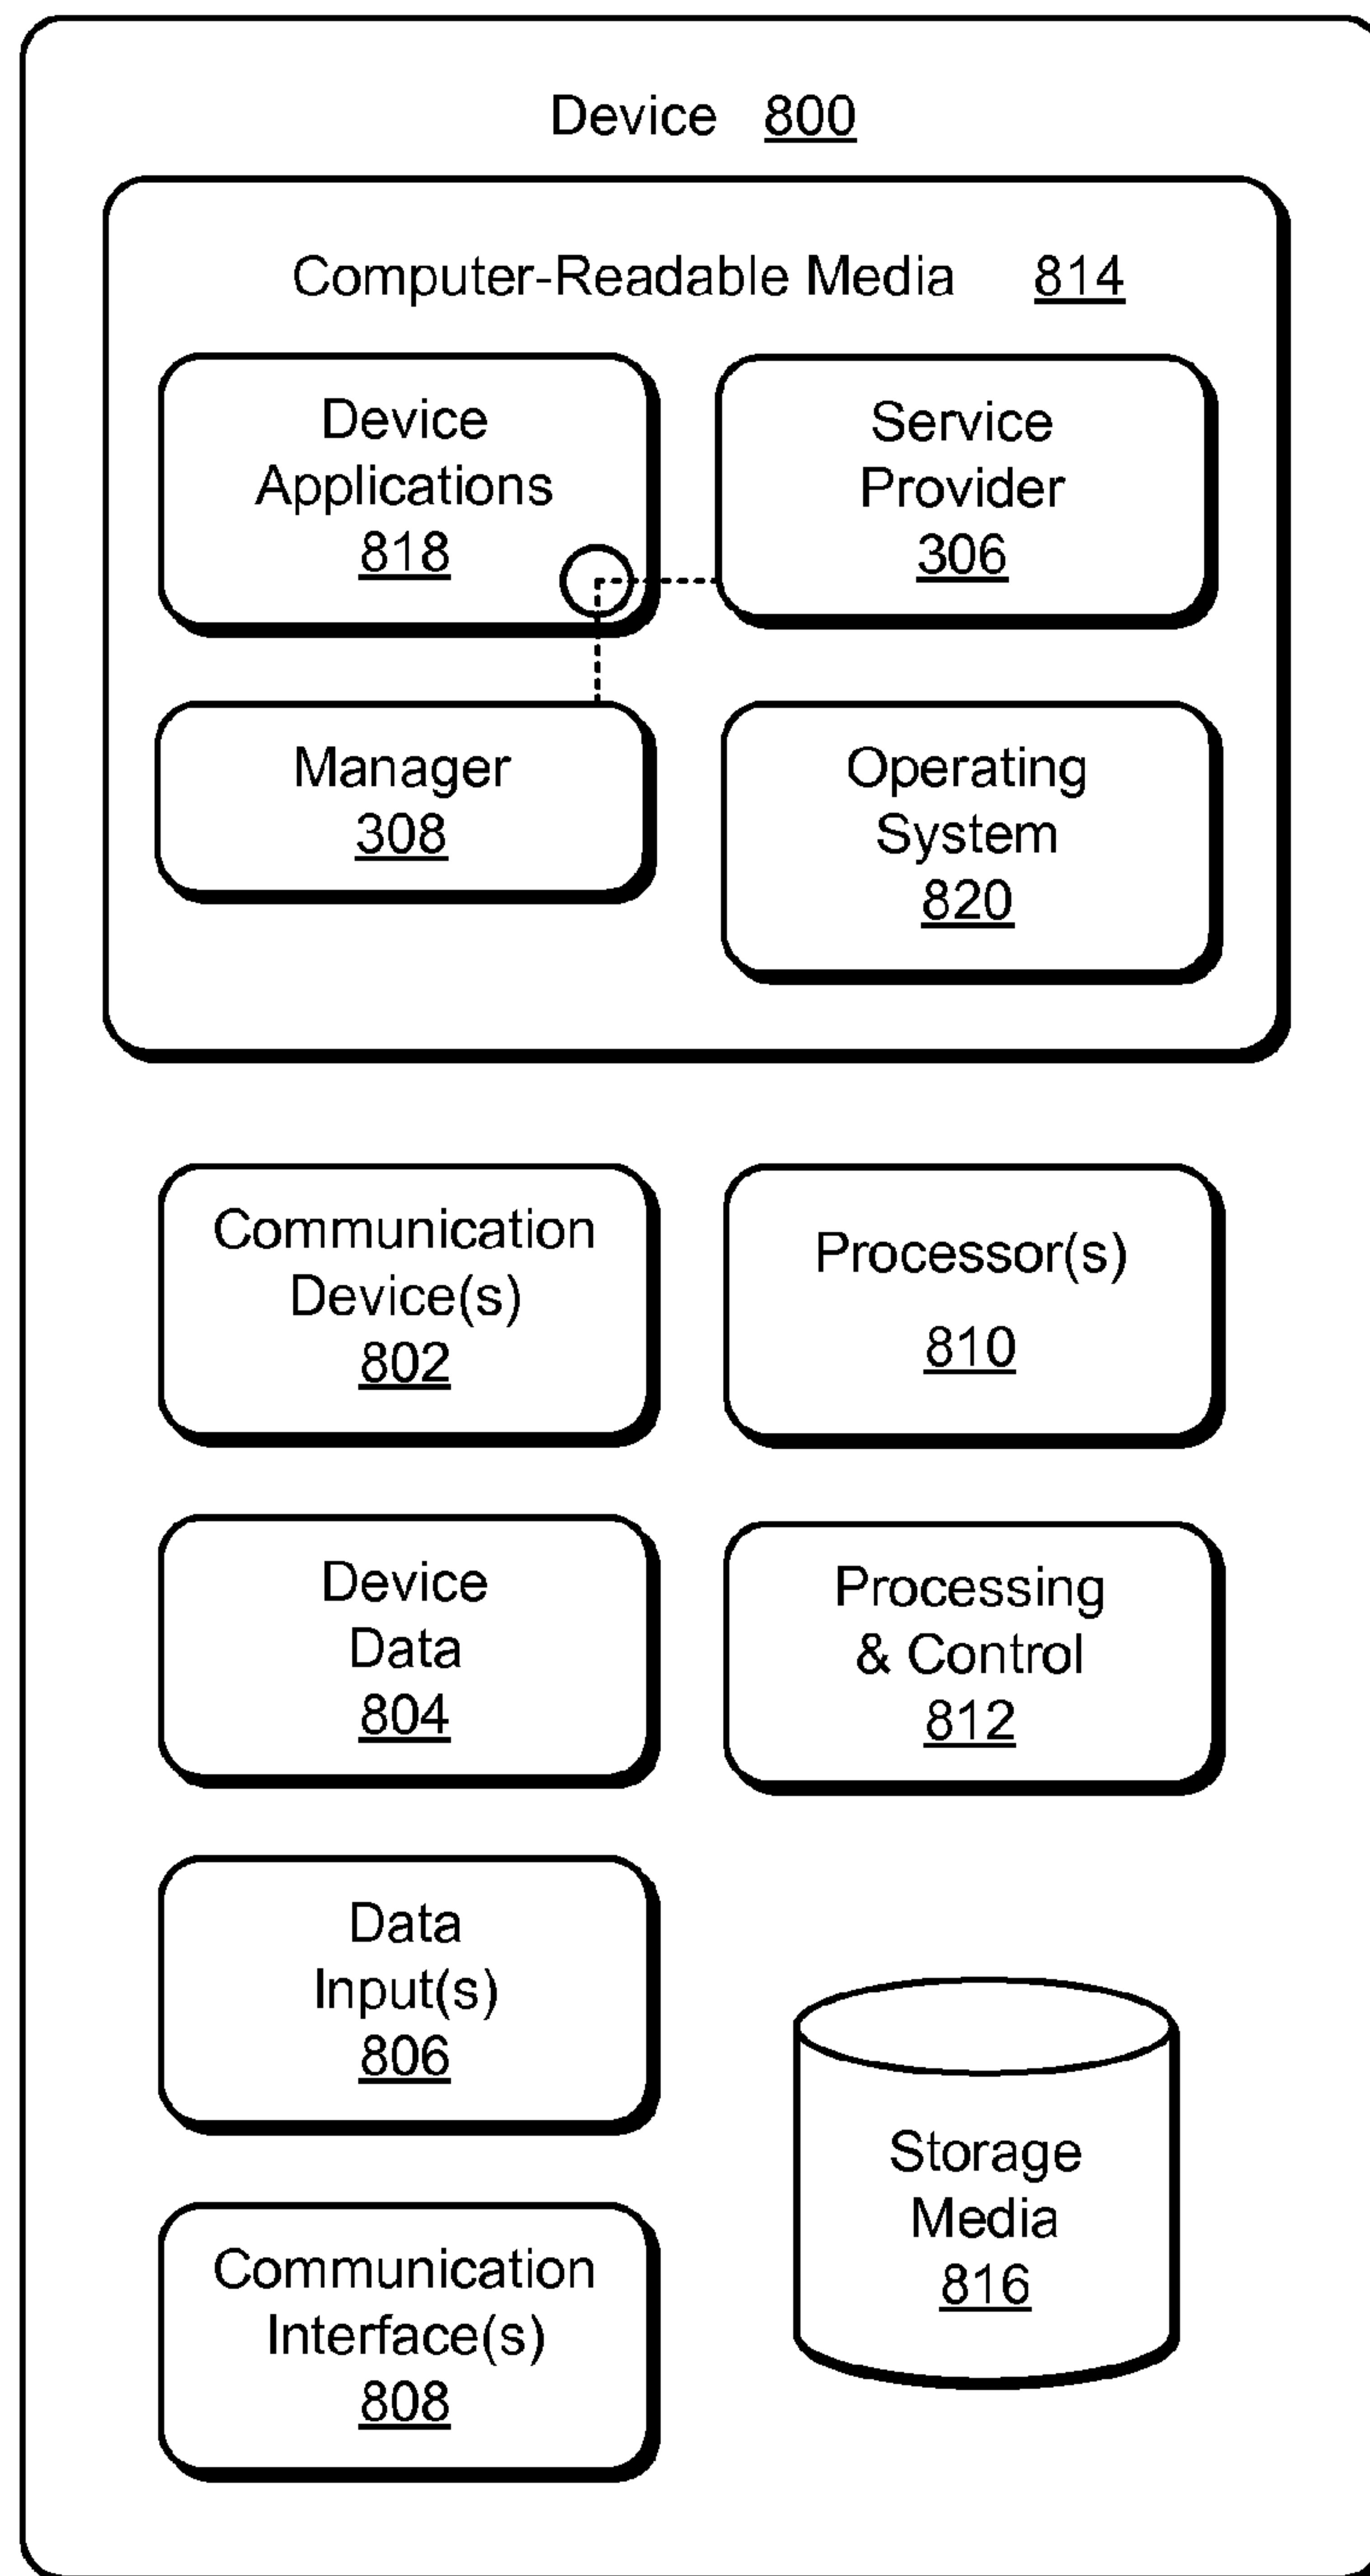 Device 800
Computer-Readable Media 814
Device
Applications
818
Service
Provider
306
Manager
308
Operating
System
820
Communication
Device(s)
802
Processor(s)
810
Device
Data
804
Processing
& Control
812
Data
Input(s)
806
Storage
Media
816
Communication
Interface(s)
808